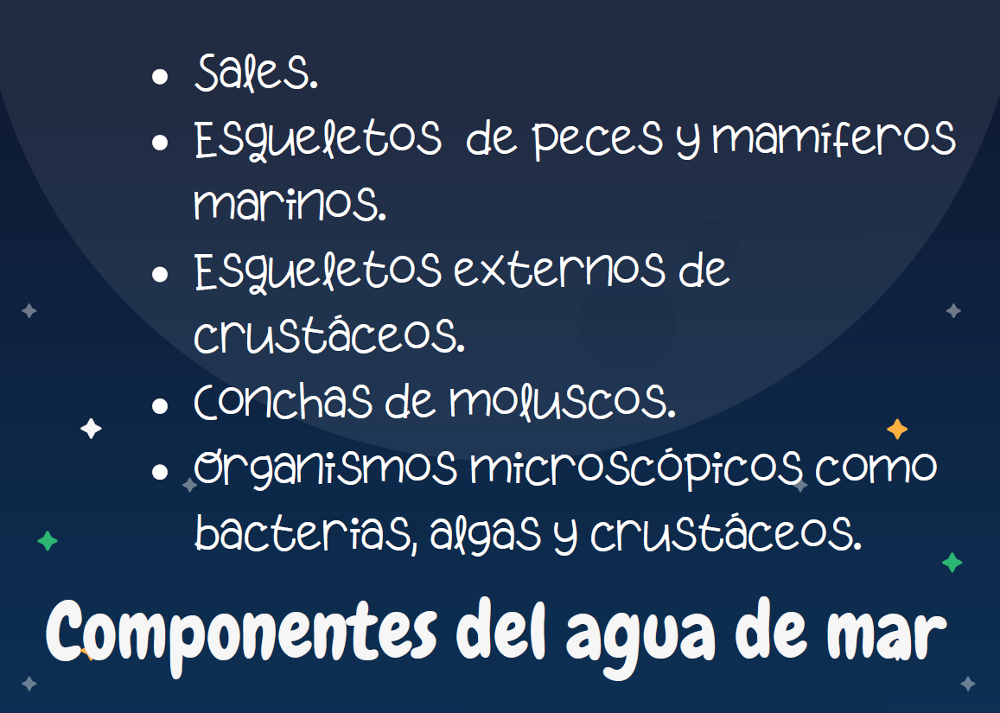 • Sales.
• Esqueletos de peces y mamíferos
marinos.
• Esqueletos externos de
crustáceos.
• Conchas de moluscos.
• Organismos microscópicos como
bacterias, algas y crustáceos.
Componentes del agua de mar